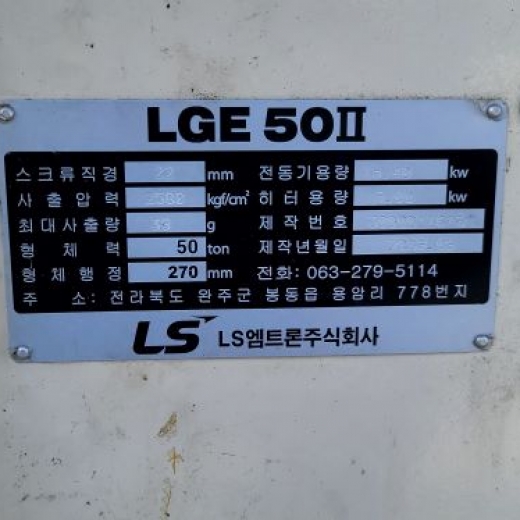 LGE 50II
스크류직경 22 mm 전동기용량 kw
사출압력 kgf/cm² 히터용량 kw
최대사출량 g 제작번호
형체력 50 ton 제작년월일
형체행정 270 mm 전화: 063-279-5114
주 소: 전라북도 완주군 봉동읍 용암리 778번지
LS LS엠트론주식회사